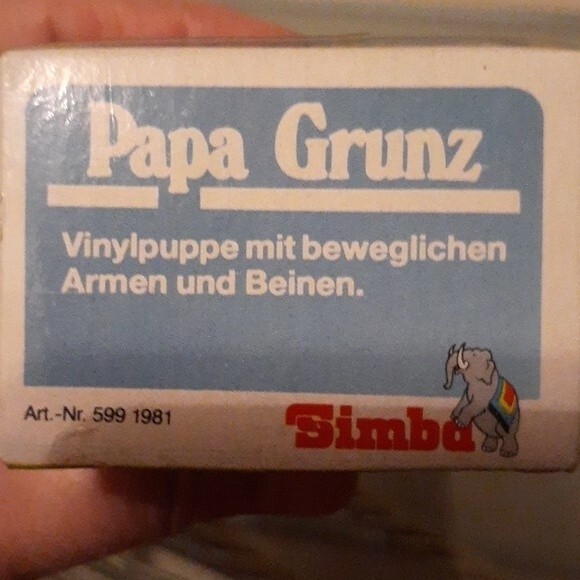 Papa Grunz
Vinylpuppe mit beweglichen
Armen und Beinen.
Art.-Nr. 599 1981
Simba